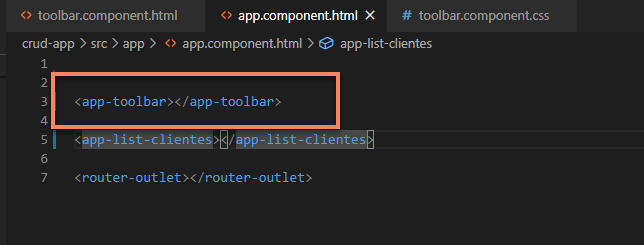 toolbar.component.html
app.component.html
toolbar.component.css
crud-app > src > app > app.component.html > app-list-clientes
1
2
3 <app-toolbar></app-toolbar>
4
5 <app-list-clientes></app-list-clientes>
6
7 <router-outlet></router-outlet>